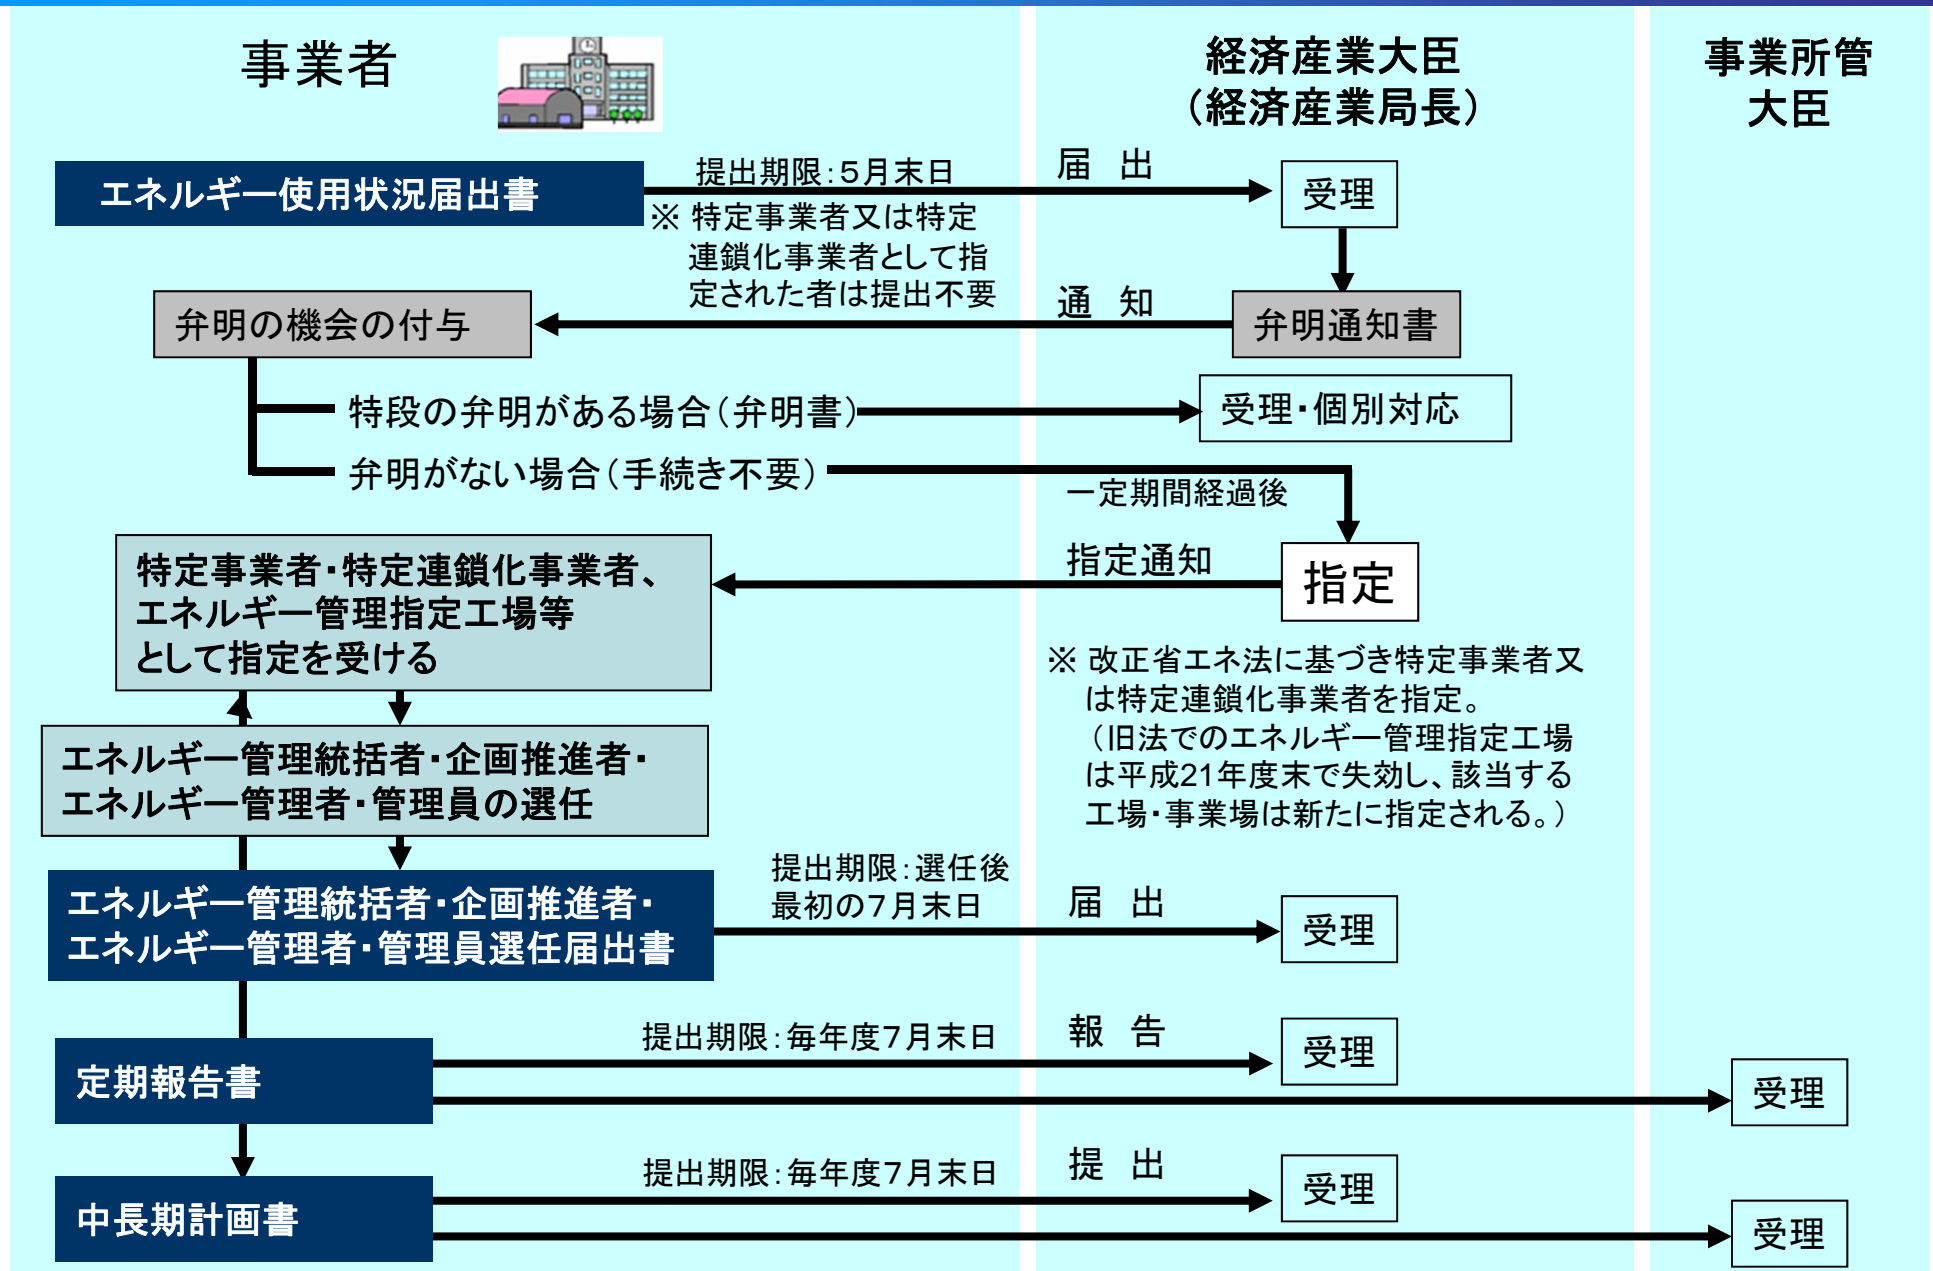 事業者
経済産業大臣
（経済産業局長）
事業所管
大臣
エネルギー使用状況届出書
提出期限：５月末日
届　出
受理
※ 特定事業者又は特定
連鎖化事業者として指
定された者は提出不要
弁明の機会の付与
通　知
弁明通知書
特段の弁明がある場合（弁明書）
受理・個別対応
弁明がない場合（手続き不要）
一定期間経過後
特定事業者・特定連鎖化事業者、
エネルギー管理指定工場等
として指定を受ける
指定通知
指定
※ 改正省エネ法に基づき特定事業者又
は特定連鎖化事業者を指定。
（旧法でのエネルギー管理指定工場
は平成21年度末で失効し、該当する
工場・事業場は新たに指定される。）
エネルギー管理統括者・企画推進者・
エネルギー管理者・管理員の選任
エネルギー管理統括者・企画推進者・
エネルギー管理者・管理員選任届出書
提出期限：選任後
最初の７月末日
届　出
受理
定期報告書
提出期限：毎年度７月末日
報　告
受理
受理
中長期計画書
提出期限：毎年度７月末日
提　出
受理
受理